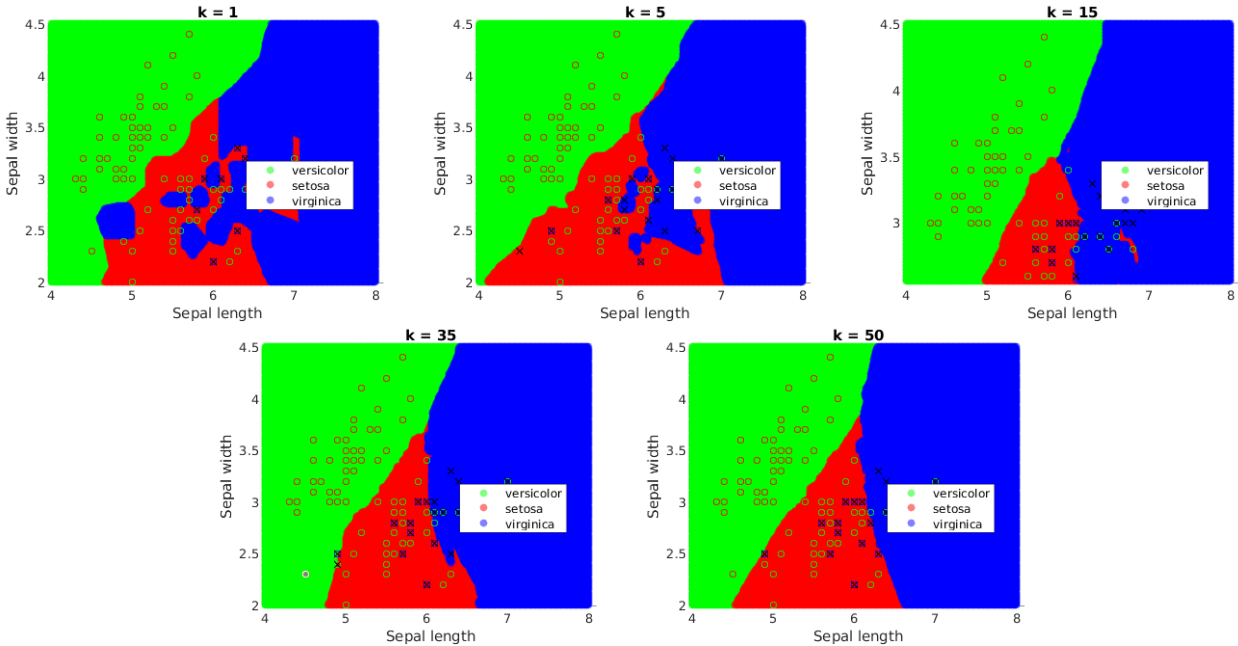 k = 1
4.5
4
3.5
3
2.5
2
Sepal width
versicolor
setosa
virginica
4
5
6
7
8
Sepal length
k = 5
4.5
4
3.5
3
2.5
2
Sepal width
versicolor
setosa
virginica
4
5
6
7
8
Sepal length
k = 15
4
3.5
3
Sepal width
versicolor
setosa
virginica
4
5
6
7
8
Sepal length
k = 35
4.5
4
3.5
3
2.5
2
Sepal width
versicolor
setosa
virginica
4
5
6
7
8
Sepal length
k = 50
4.5
4
3.5
3
2.5
2
Sepal width
versicolor
setosa
virginica
4
5
6
7
8
Sepal length